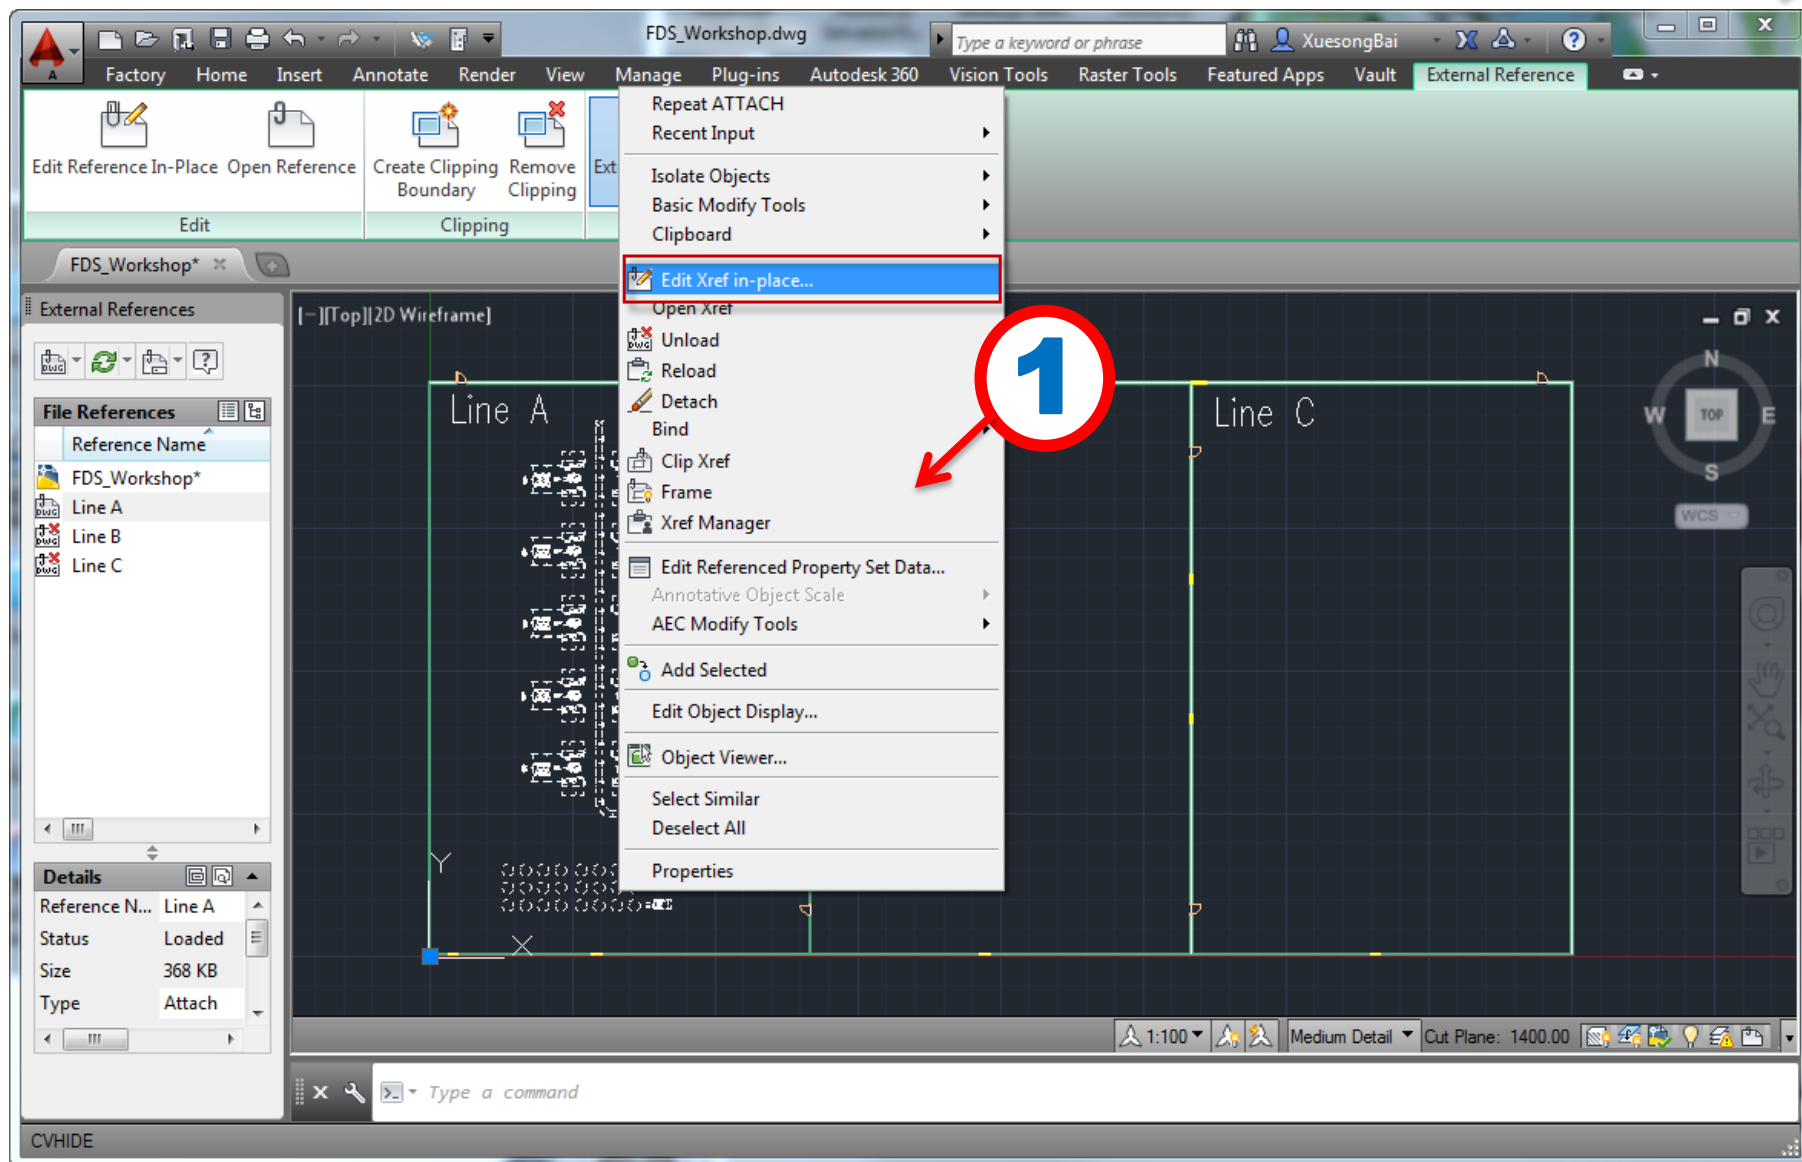 FDS_Workshop.dwg
Type a keyword or phrase
XuesongBai
A
Factory Home Insert Annotate Render View Manage Plug-ins Autodesk 360 Vision Tools Raster Tools Featured Apps Vault External Reference
Edit Reference In-Place Open Reference Create Clipping Boundary Remove Clipping Ext
Edit Clipping
FDS_Workshop*
External References
DWG
File References
Reference Name
FDS_Workshop*
Line A
Line B
Line C
Details
Reference N... Line A
Status Loaded
Size 368 KB
Type Attach
[−][Top][2D Wireframe]
Line A
Line C
Y
X
N
W TOP E
S
WCS
Repeat ATTACH
Recent Input
Isolate Objects
Basic Modify Tools
Clipboard
Edit Xref in-place...
Open Xref
Unload
Reload
Detach
Bind
Clip Xref
Frame
Xref Manager
Edit Referenced Property Set Data...
Annotative Object Scale
AEC Modify Tools
Add Selected
Edit Object Display...
Object Viewer...
Select Similar
Deselect All
Properties
1
1:100 Medium Detail Cut Plane: 1400.00
Type a command
CVHIDE